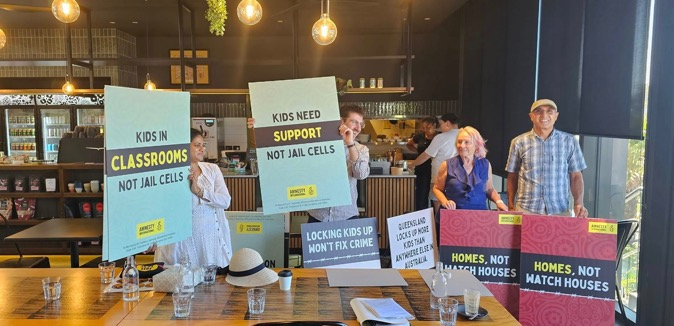 KIDS IN
CLASSROOMS
NOT JAIL CELLS
AMNESTY
KIDS NEED
SUPPORT
NOT JAIL CELLS
AMNESTY
INTERNATIONAL
LOCKING KIDS UP
WON'T FIX CRIME
QUEENSLAND
LOCKS UP MORE
KIDS THAN
ANYWHERE ELSE IN
AUSTRALIA.
HOMES, NOT
WATCH HOUSES
HOMES, NOT
WATCH HOUSES